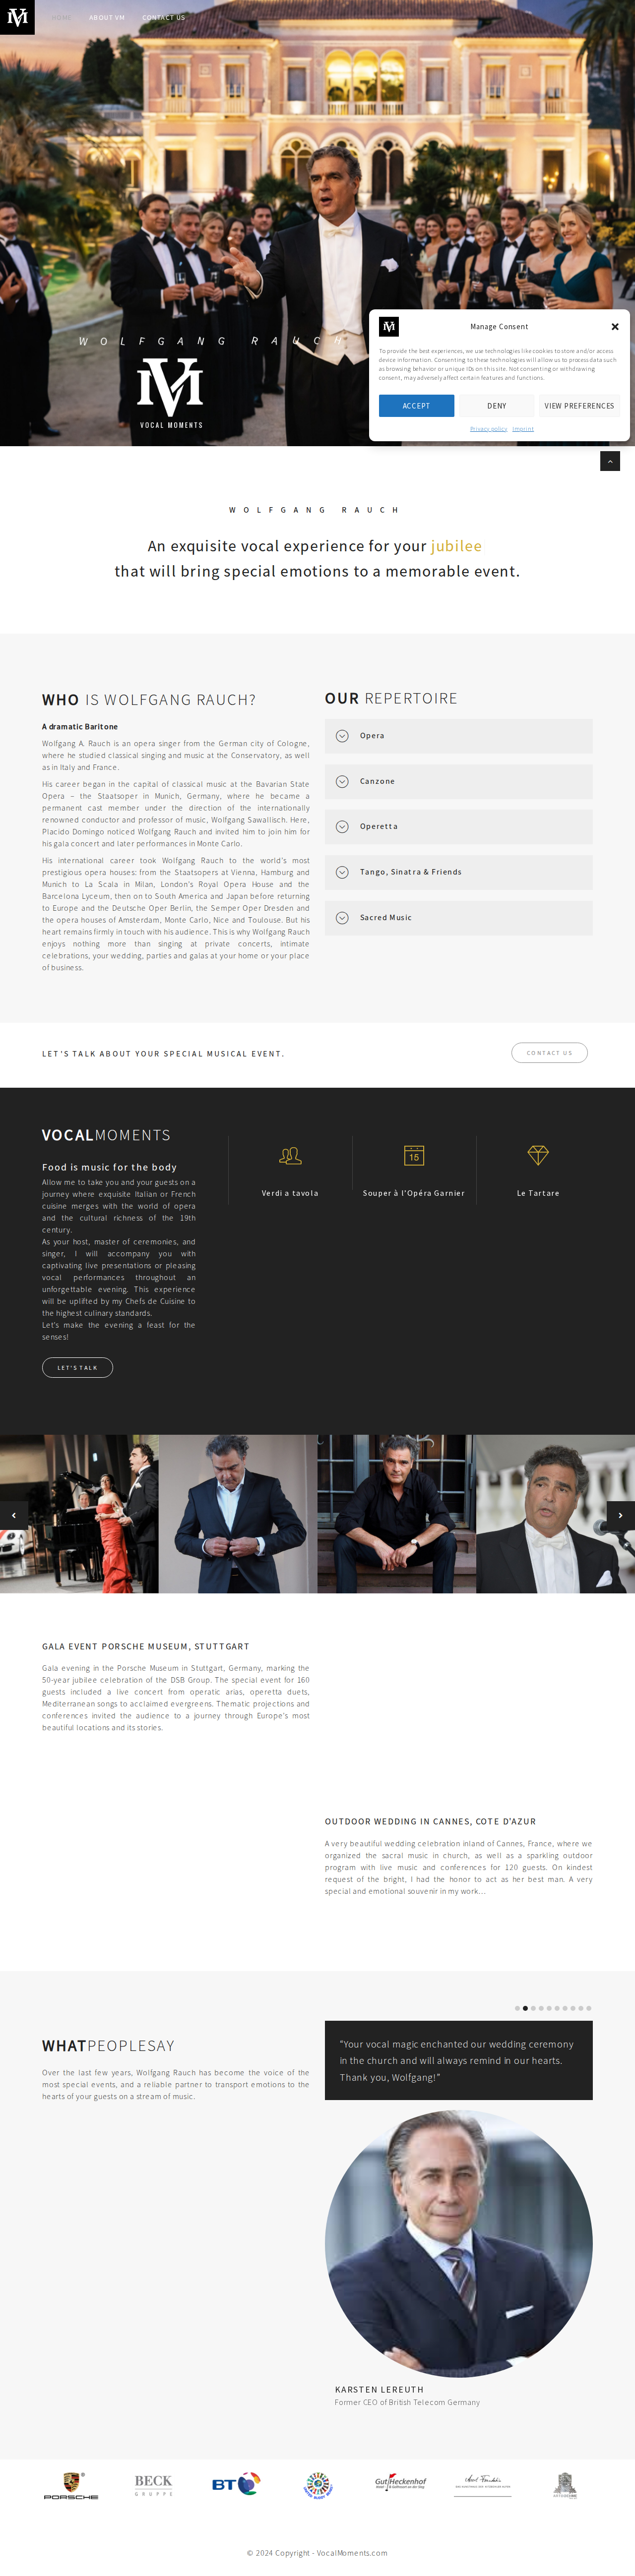 HOME ABOUT VM CONTACT US
WOLFGANG RAUCH
VM
VOCAL MOMENTS
Manage Consent
To provide the best experiences, we use technologies like cookies to store and/or access
device information. Consenting to these technologies will allow us to process data such
as browsing behavior or unique IDs on this site. Not consenting or withdrawing
consent, may adversely affect certain features and functions.
ACCEPT DENY VIEW PREFERENCES
Privacy policy Imprint
WOLFGANG RAUCH
An exquisite vocal experience for your jubilee
that will bring special emotions to a memorable event.
WHO IS WOLFGANG RAUCH?
A dramatic Baritone
Wolfgang A. Rauch is an opera singer from the German city of Cologne,
where he studied classical singing and music at the Conservatory, as well
as in Italy and France.
His career began in the capital of classical music at the Bavarian State
Opera – the Staatsoper in Munich, Germany, where he became a
permanent cast member under the direction of the internationally
renowned conductor and professor of music, Wolfgang Sawallisch. Here,
Placido Domingo noticed Wolfgang Rauch and invited him to join him for
his gala concert and later performances in Monte Carlo.
His international career took Wolfgang Rauch to the world's most
prestigious opera houses: from the Staatsopers at Vienna, Hamburg and
Munich to La Scala in Milan, London's Royal Opera House and the
Barcelona Lyceum, then on to South America and Japan before returning
to Europe and the Deutsche Oper Berlin, the Semper Oper Dresden and
the opera houses of Amsterdam, Monte Carlo, Nice and Toulouse. But his
heart remains firmly in touch with his audience. This is why Wolfgang Rauch
enjoys nothing more than singing at private concerts, intimate
celebrations, your wedding, parties and galas at your home or your place
of business.
OUR REPERTOIRE
Opera
Canzone
Operetta
Tango, Sinatra & Friends
Sacred Music
LET'S TALK ABOUT YOUR SPECIAL MUSICAL EVENT.
CONTACT US
VOCALMOMENTS
Food is music for the body
Allow me to take you and your guests on a
journey where exquisite Italian or French
cuisine merges with the world of opera
and the cultural richness of the 19th
century.
As your host, master of ceremonies, and
singer, I will accompany you with
captivating live presentations or pleasing
vocal performances throughout an
unforgettable evening. This experience
will be uplifted by my Chefs de Cuisine to
the highest culinary standards.
Let's make the evening a feast for the
senses!
LET'S TALK
Verdi a tavola
15
Souper à l'Opéra Garnier
Le Tartare
GALA EVENT PORSCHE MUSEUM, STUTTGART
Gala evening in the Porsche Museum in Stuttgart, Germany, marking the
50-year jubilee celebration of the DSB Group. The special event for 160
guests included a live concert from operatic arias, operetta duets,
Mediterranean songs to acclaimed evergreens. Thematic projections and
conferences invited the audience to a journey through Europe's most
beautiful locations and its stories.
OUTDOOR WEDDING IN CANNES, COTE D'AZUR
A very beautiful wedding celebration inland of Cannes, France, where we
organized the sacral music in church, as well as a sparkling outdoor
program with live music and conferences for 120 guests. On kindest
request of the bright, I had the honor to act as her best man. A very
special and emotional souvenir in my work…
WHATPEOPLESAY
Over the last few years, Wolfgang Rauch has become the voice of the
most special events, and a reliable partner to transport emotions to the
hearts of your guests on a stream of music.
"Your vocal magic enchanted our wedding ceremony
in the church and will always remind in our hearts.
Thank you, Wolfgang!"
KARSTEN LEREUTH
Former CEO of British Telecom Germany
PORSCHE
BECK
GRUPPE
BT
Gut Heckenhof
© 2024 Copyright - VocalMoments.com